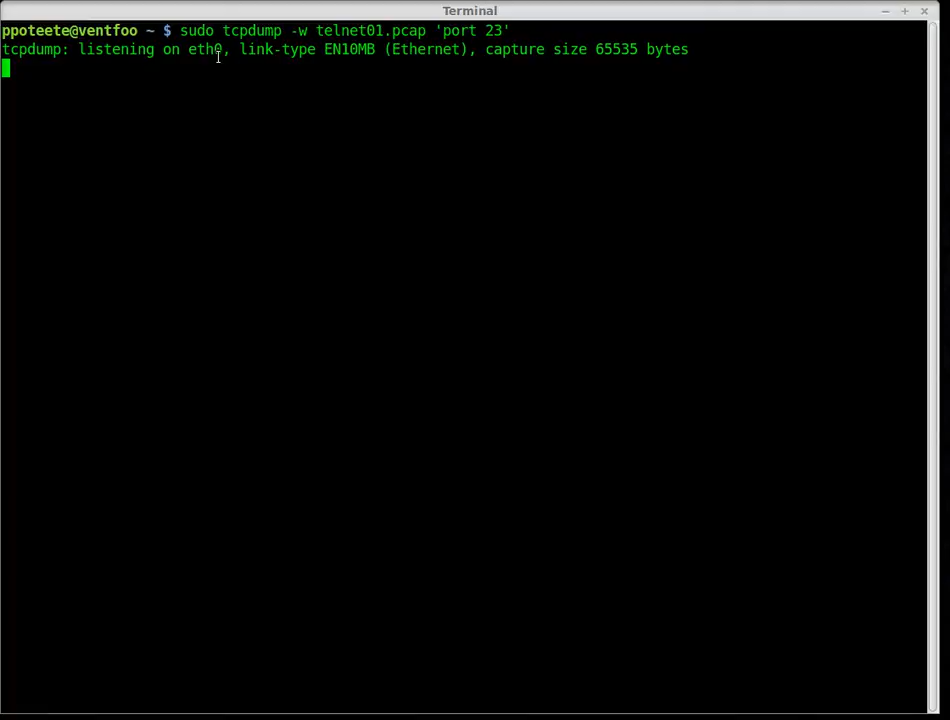 Terminal
ppoteete@ventfoo ~ $ sudo tcpdump -w telnet01.pcap 'port 23'
tcpdump: listening on eth0, link-type EN10MB (Ethernet), capture size 65535 bytes